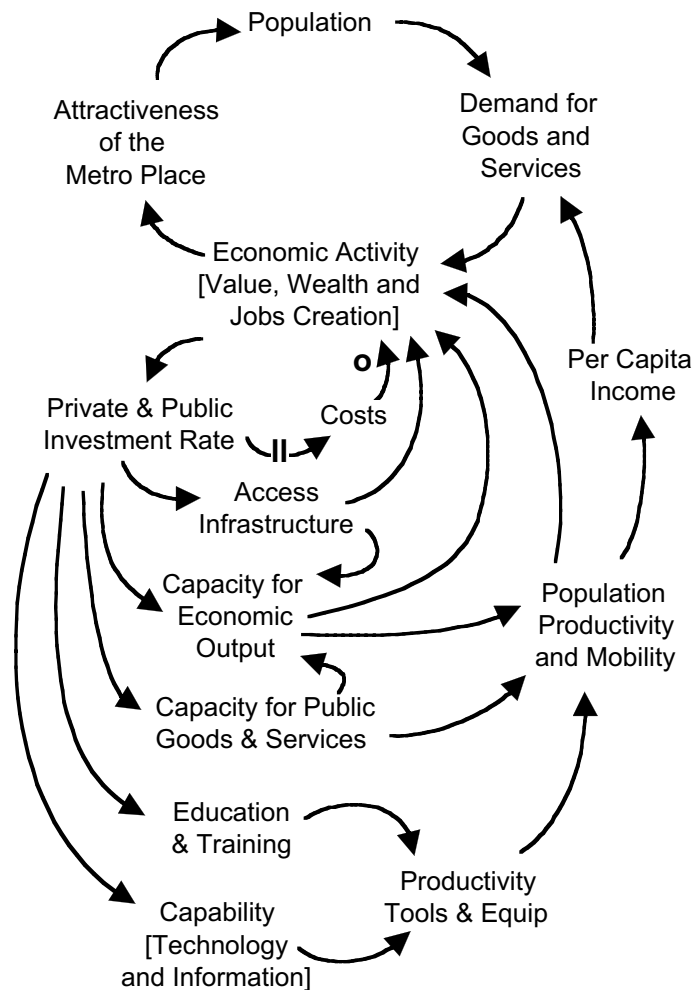 Population
Attractiveness
of the
Metro Place
Demand for
Goods and
Services
Economic Activity
[Value, Wealth and
Jobs Creation]
Per Capita
Income
o
Costs
Private & Public
Investment Rate
II
Access
Infrastructure
Capacity for
Economic
Output
Population
Productivity
and Mobility
Capacity for Public
Goods & Services
Education
& Training
Productivity
Tools & Equip
Capability
[Technology
and Information]